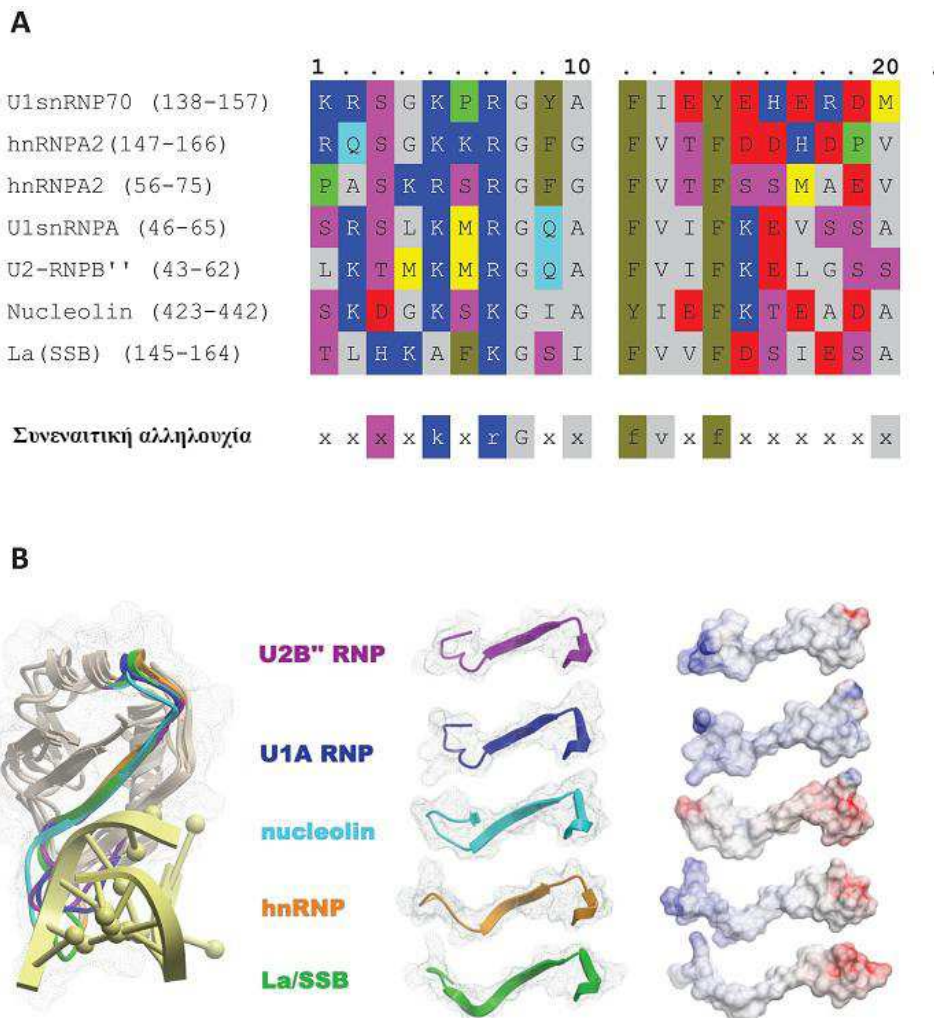 A
1 . . . . . . . . 10 . . . . . . . . . 20 .
U1snRNP70 (138-157) K R S G K P R G Y A F I E Y E H E R D M
hnRNPA2(147-166) R Q S G K K R G F G F V T F D D H D P V
hnRNPA2 (56-75) P A S K R S R G F G F V T F S S M A E V
U1snRNPA (46-65) S R S L K M R G Q A F V I F K E V S S A
U2-RNPB'' (43-62) L K T M K M R G Q A F V I F K E L G S S
Nucleolin (423-442) S K D G K S K G I A Y I E F K T E A D A
La(SSB) (145-164) T L H K A F K G S I F V V F D S I E S A
Συνεναιτική αλληλουχία x x x x k x r G x x f v x f x x x x x x
B
U2B" RNP
U1A RNP
nucleolin
hnRNP
La/SSB